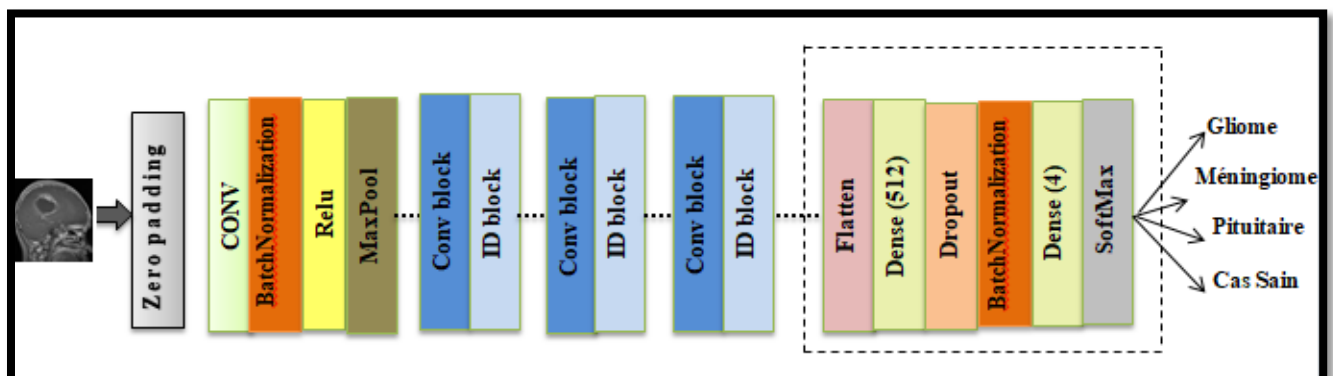 Zero padding
CONV
BatchNormalization
Relu
MaxPool
Conv block
ID block
Conv block
ID block
Conv block
ID block
Flatten
Dense (512)
Dropout
BatchNormalization
Dense (4)
SoftMax
Gliome
Méningiome
Pituitaire
Cas Sain